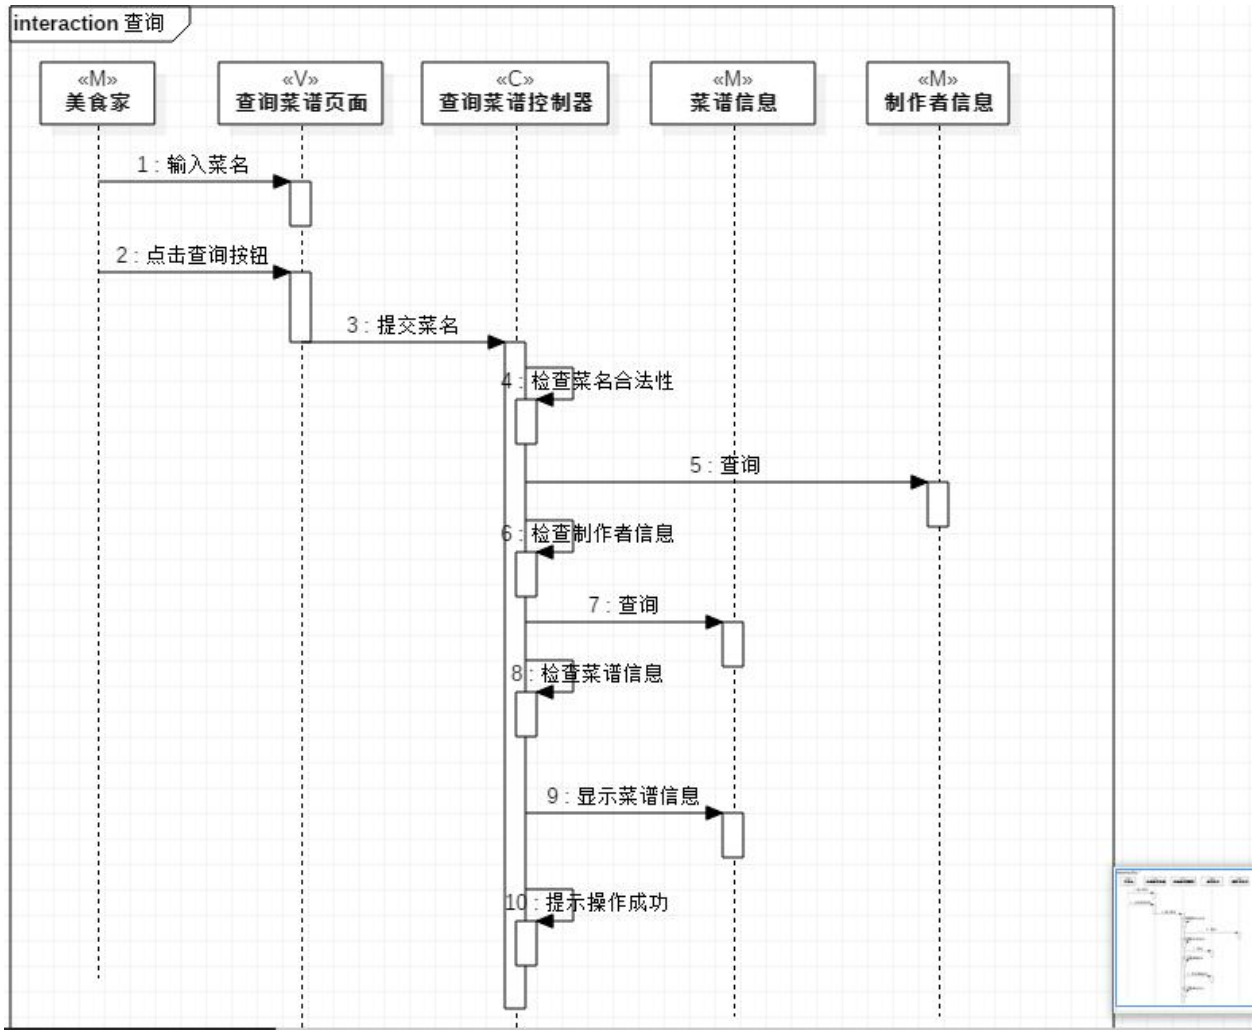 interaction 查询
«M»
美食家
«V»
查询菜谱页面
«C»
查询菜谱控制器
«M»
菜谱信息
«M»
制作者信息
1 : 输入菜名
2 : 点击查询按钮
3 : 提交菜名
4 : 检查菜名合法性
5 : 查询
6 : 检查制作者信息
7 : 查询
8 : 检查菜谱信息
9 : 显示菜谱信息
10 : 提示操作成功